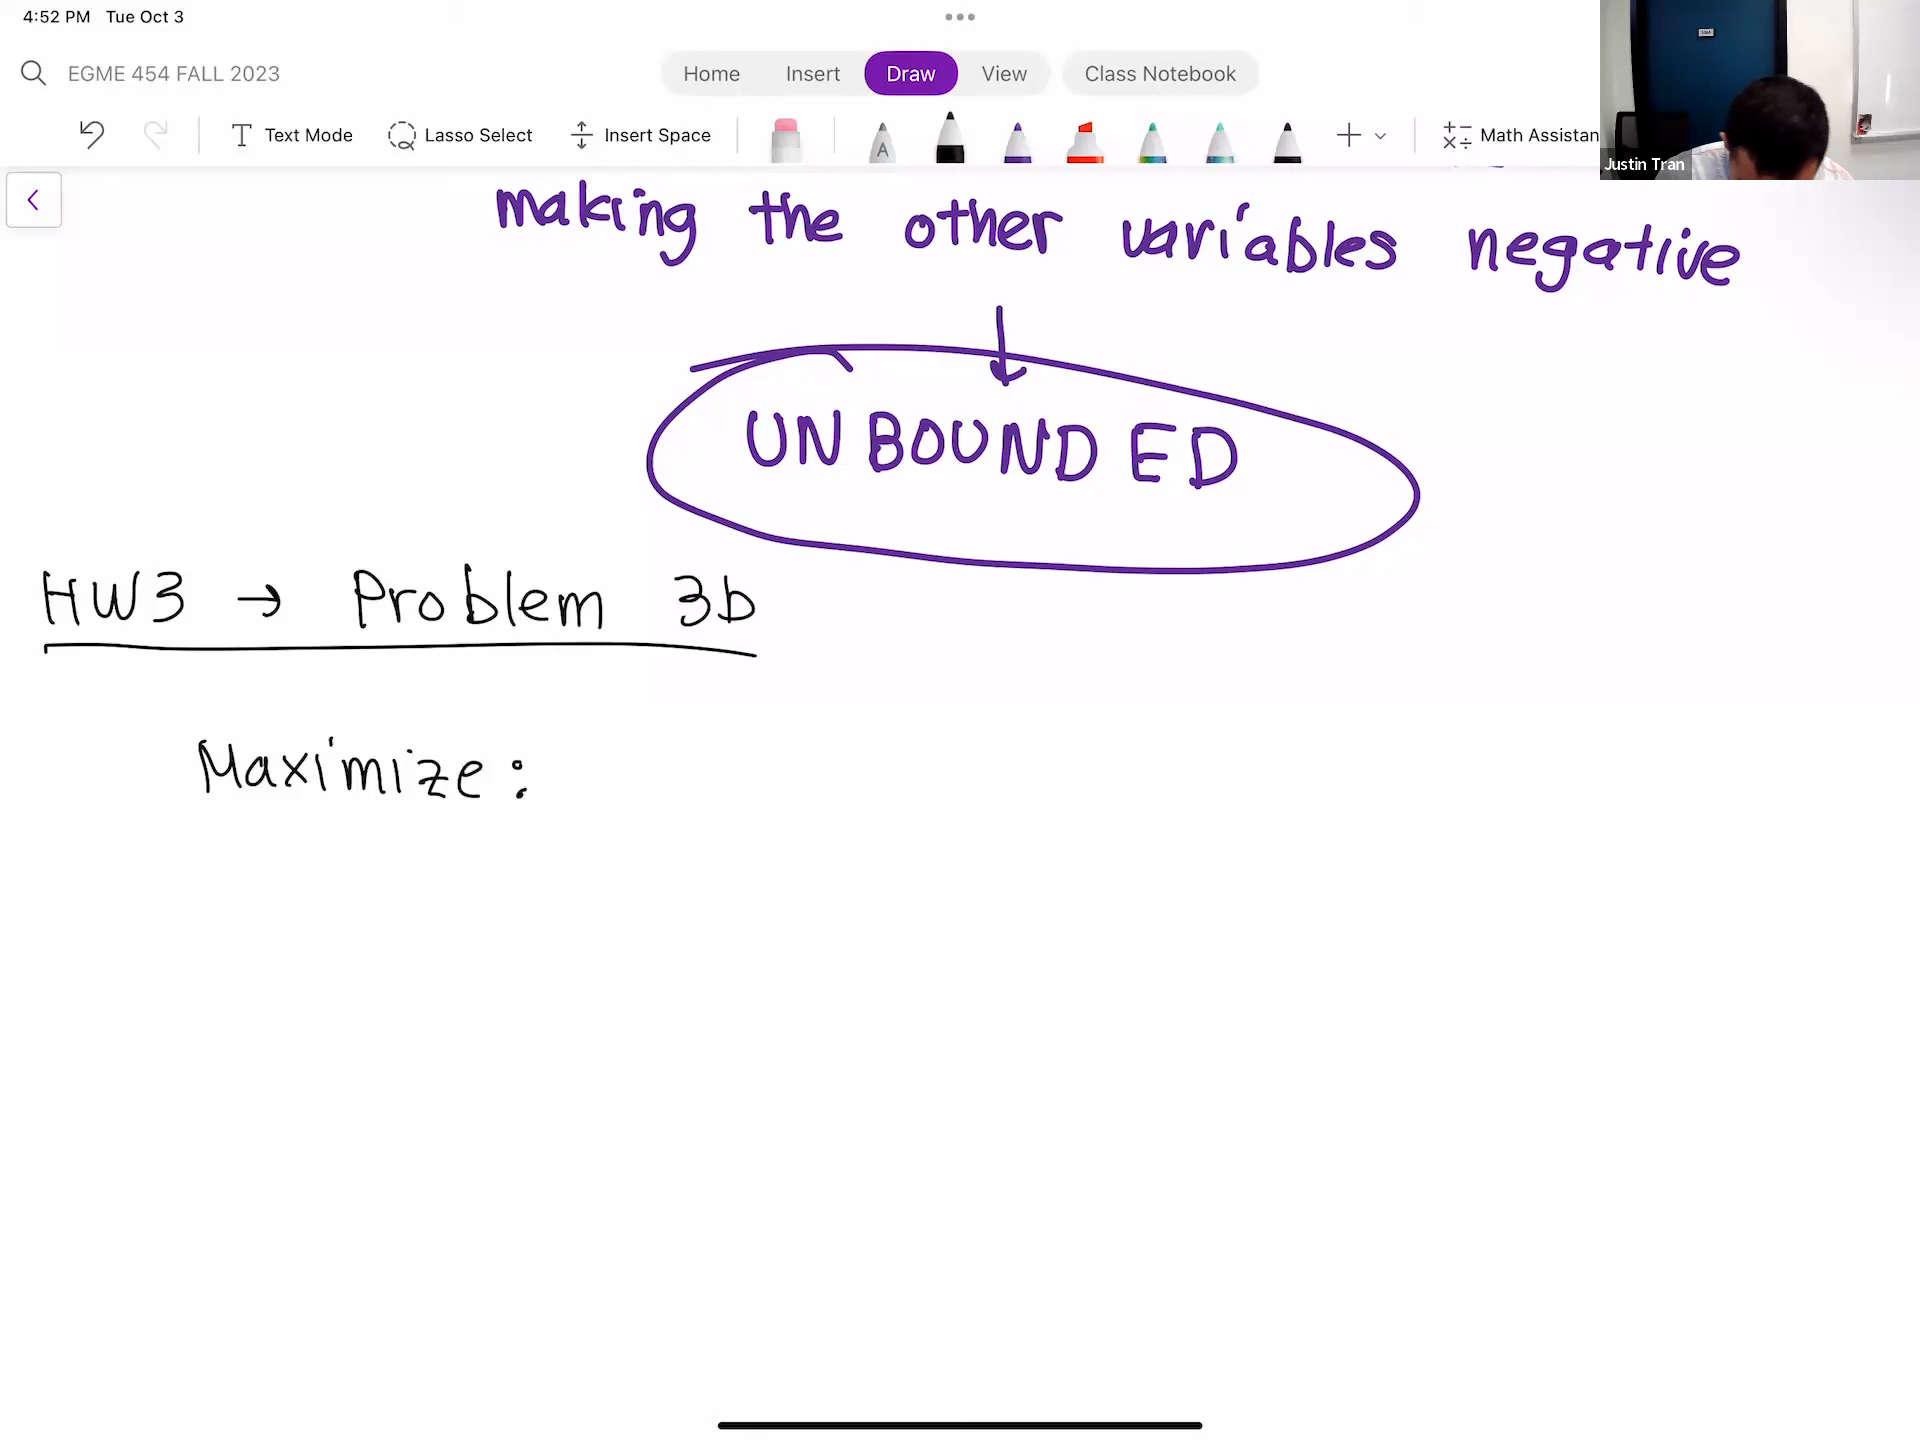 4:52 PM Tue Oct 3
EGME 454 FALL 2023
Home Insert Draw View Class Notebook
Text Mode Lasso Select Insert Space A Math Assistan
Justin Tran
making the other variables negative
UNBOUNDED
HW3 → Problem 3b
Maximize: